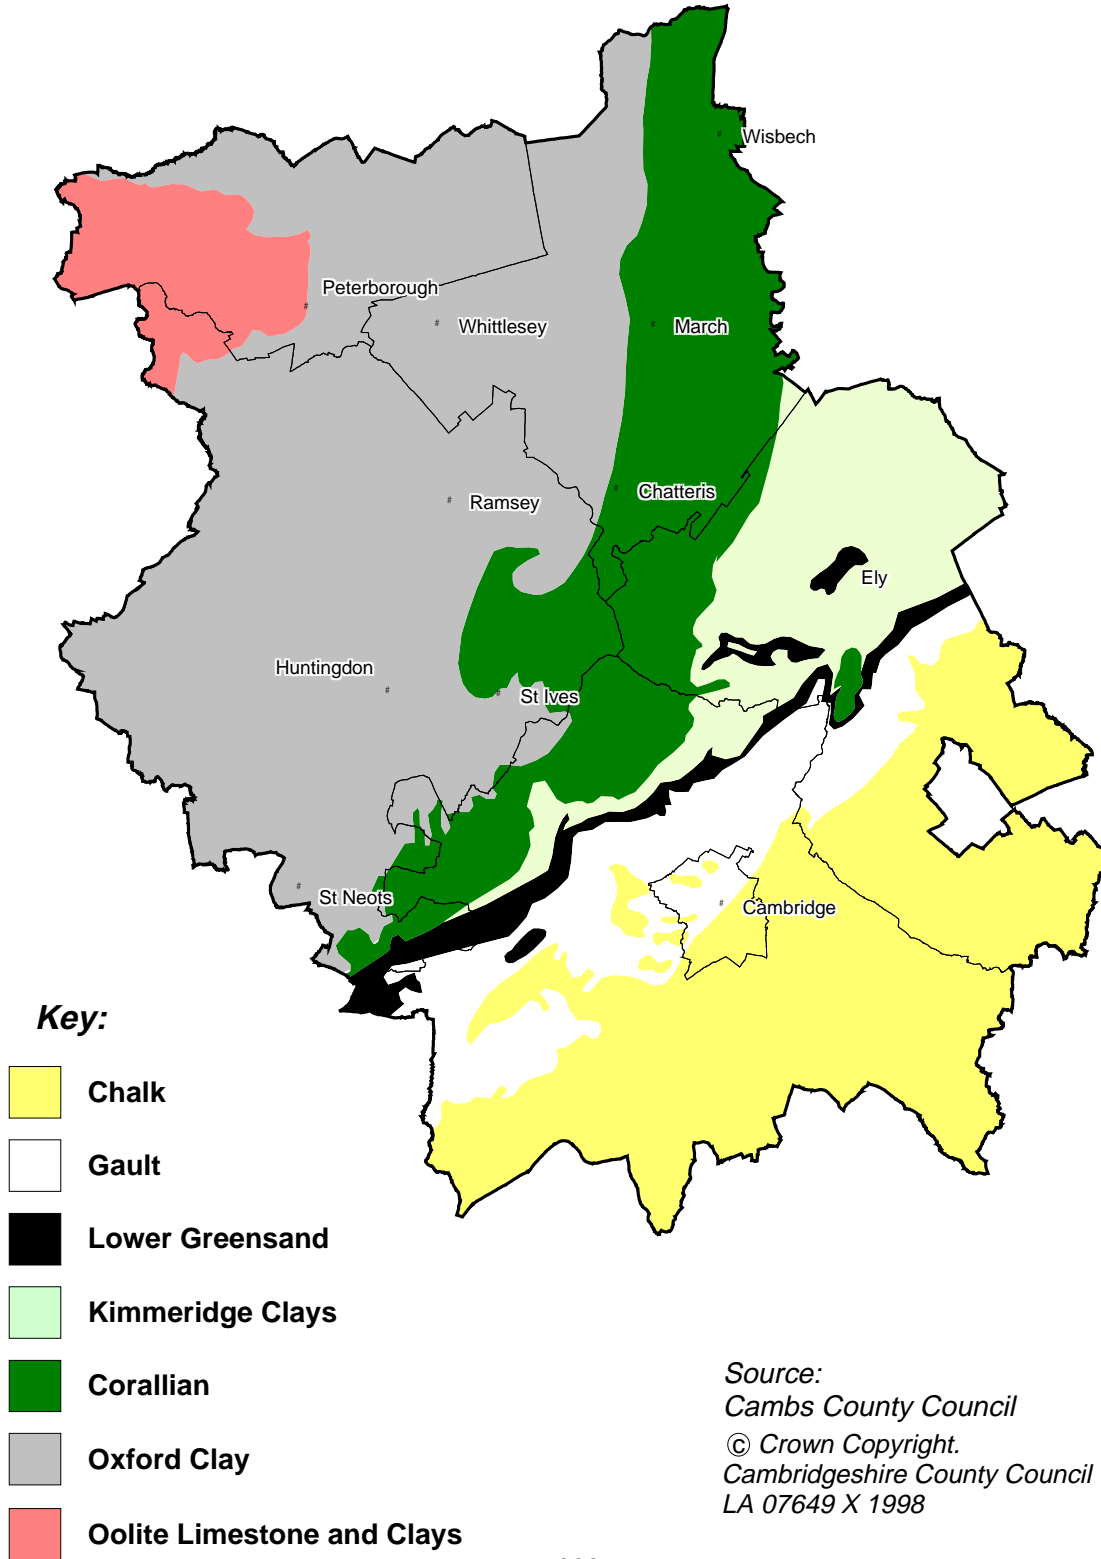 Wisbech
Peterborough
Whittlesey
March
Chatteris
Ramsey
Ely
Huntingdon
St Ives
St Neots
Cambridge
Key:
Chalk
Gault
Lower Greensand
Kimmeridge Clays
Corallian
Oxford Clay
Oolite Limestone and Clays
Source:
Cambs County Council
© Crown Copyright.
Cambridgeshire County Council
LA 07649 X 1998